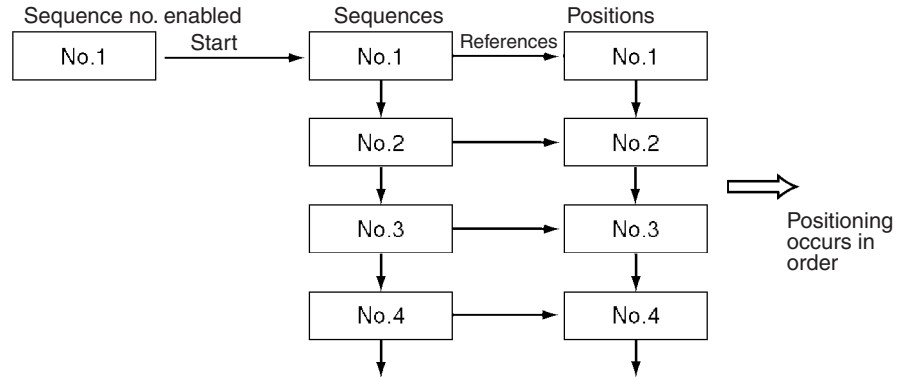 Sequence no. enabled
Sequences
Positions
No.1
Start
No.1
References
No.1
No.2
No.2
No.3
No.3
No.4
No.4
Positioning
occurs in
order